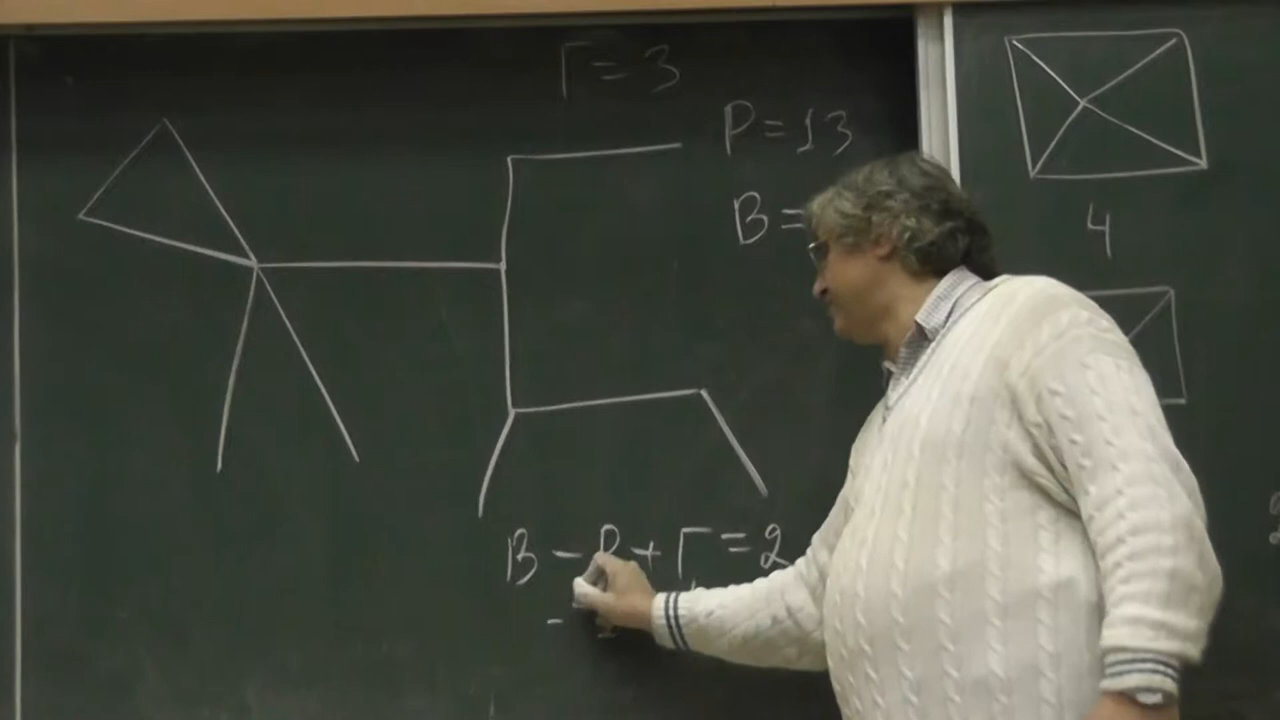 Г = 3
P = 13
B =
4
B - P + Г = 2
-